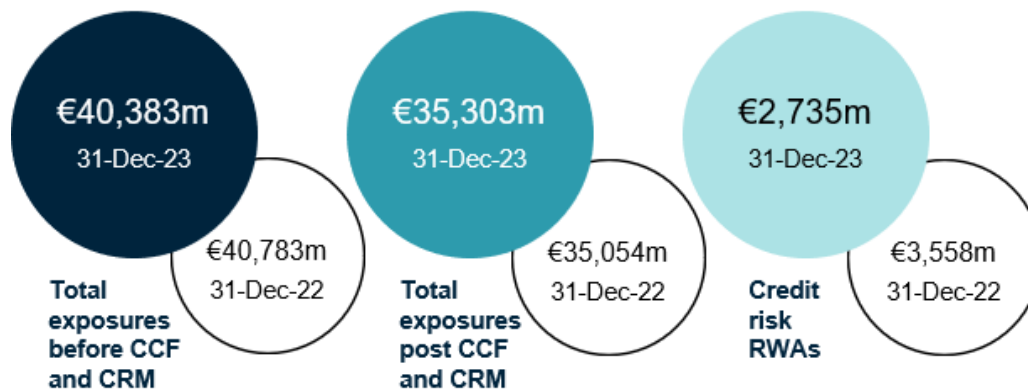 €40,383m
31-Dec-23
€40,783m
31-Dec-22
Total
exposures
before CCF
and CRM
€35,303m
31-Dec-23
€35,054m
31-Dec-22
Total
exposures
post CCF
and CRM
€2,735m
31-Dec-23
€3,558m
31-Dec-22
Credit
risk
RWAs